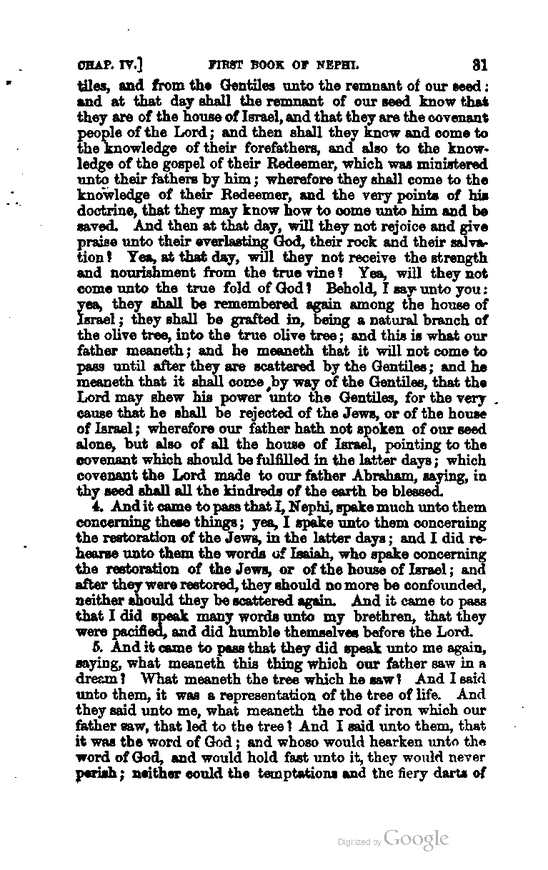 CHAP. IV.] FIRST BOOK OF NEPHI. 31
tiles, and from the Gentiles unto the remnant of our seed:
and at that day shall the remnant of our seed know that
they are of the house of Israel, and that they are the covenant
people of the Lord; and then shall they know and come to
the knowledge of their forefathers, and also to the know-
ledge of the gospel of their Redeemer, which was ministered
unto their fathers by him; wherefore they shall come to the
knowledge of their Redeemer, and the very points of his
doctrine, that they may know how to come unto him and be
saved. And then at that day, will they not rejoice and give
praise unto their everlasting God, their rock and their salva-
tion? Yea, at that day, will they not receive the strength
and nourishment from the true vine? Yea, will they not
come unto the true fold of God? Behold, I say unto you:
yea, they shall be remembered again among the house of
Israel; they shall be grafted in, being a natural branch of
the olive tree, into the true olive tree; and this is what our
father meaneth; and he meaneth that it will not come to
pass until after they are scattered by the Gentiles; and he
meaneth that it shall come by way of the Gentiles, that the
Lord may shew his power unto the Gentiles, for the very
cause that he shall be rejected of the Jews, or of the house
of Israel; wherefore our father hath not spoken of our seed
alone, but also of all the house of Israel, pointing to the
covenant which should be fulfilled in the latter days; which
covenant the Lord made to our father Abraham, saying, in
thy seed shall all the kindreds of the earth be blessed.
4. And it came to pass that I, Nephi, spake much unto them
concerning these things; yea, I spake unto them concerning
the restoration of the Jews, in the latter days; and I did re-
hearse unto them the words of Isaiah, who spake concerning
the restoration of the Jews, or of the house of Israel; and
after they were restored, they should no more be confounded,
neither should they be scattered again. And it came to pass
that I did speak many words unto my brethren, that they
were pacified, and did humble themselves before the Lord.
5. And it came to pass that they did speak unto me again,
saying, what meaneth this thing which our father saw in a
dream? What meaneth the tree which he saw? And I said
unto them, it was a representation of the tree of life. And
they said unto me, what meaneth the rod of iron which our
father saw, that led to the tree? And I said unto them, that
it was the word of God; and whoso would hearken unto the
word of God, and would hold fast unto it, they would never
perish; neither could the temptations and the fiery darts of
Digitized by Google